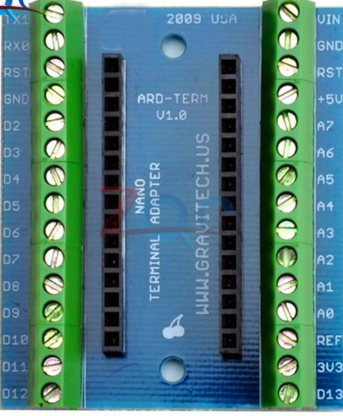 TX1
RX0
RST
GND
D2
D3
D4
D5
D6
D7
D8
D9
D10
D11
D12
2009 USA
ARD-TERM
V1.0
NANO
TERMINAL ADAPTER
WWW.GRAVITECH.US
VIN
GND
RST
+5V
A7
A6
A5
A4
A3
A2
A1
A0
REF
3V3
D13